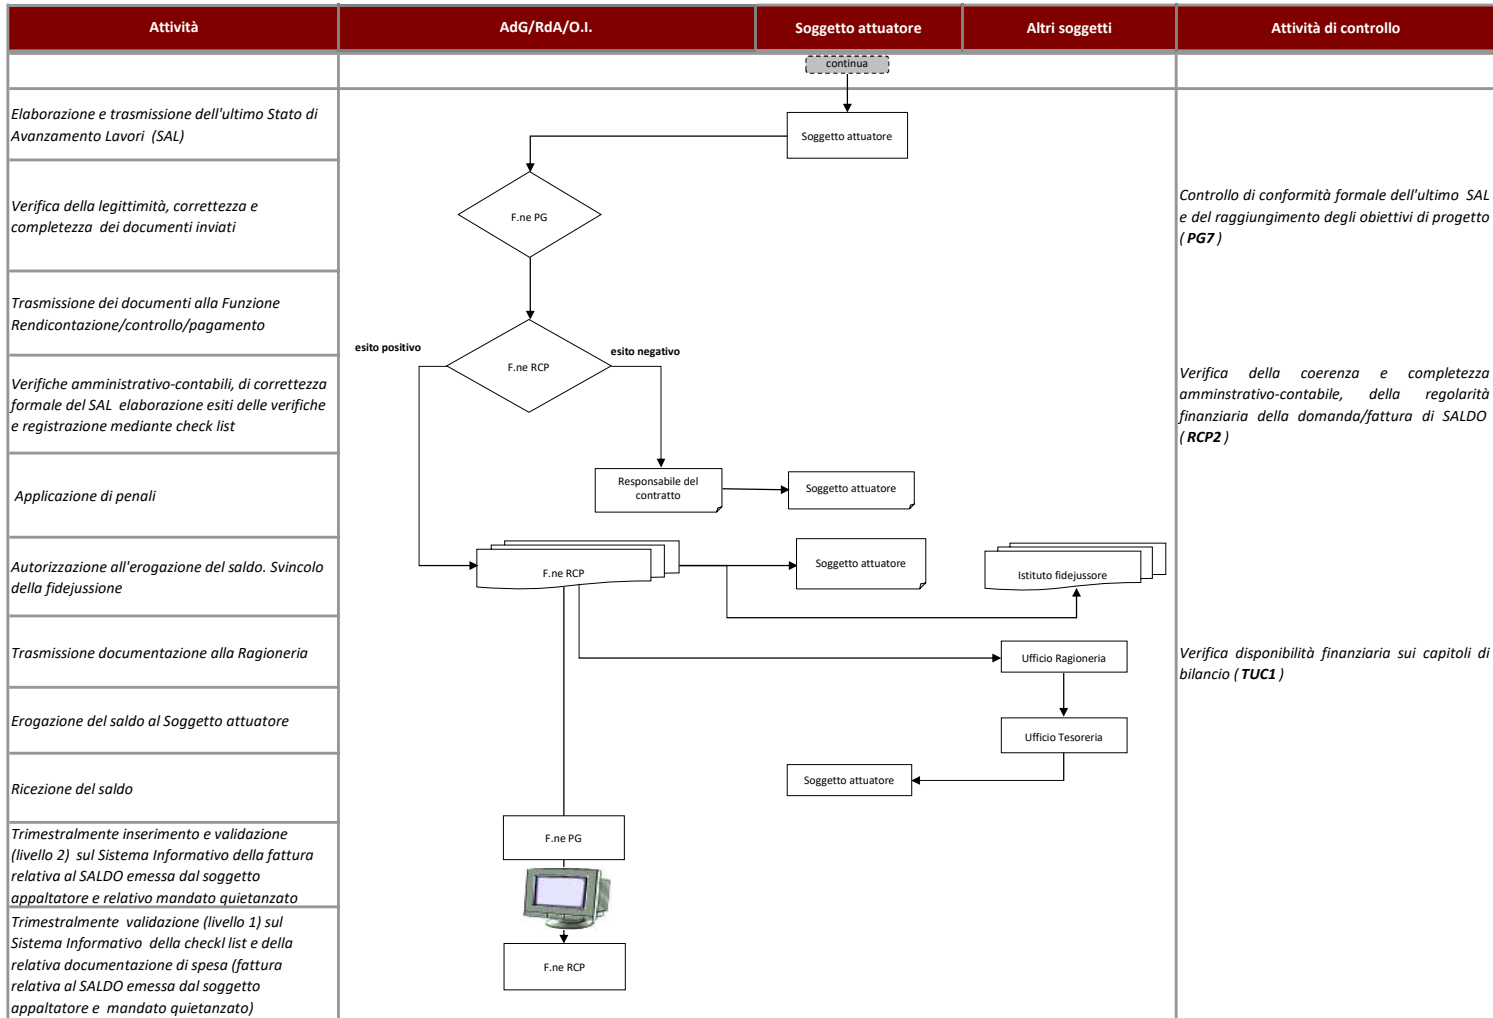 Attività
AdG/RdA/O.I.
Soggetto attuatore
Altri soggetti
Attività di controllo
continua
Elaborazione e trasmissione dell'ultimo Stato di
Avanzamento Lavori (SAL)
Soggetto attuatore
Verifica della legittimità, correttezza e
completezza dei documenti inviati
F.ne PG
Controllo di conformità formale dell'ultimo SAL
e del raggiungimento degli obiettivi di progetto
( PG7 )
Trasmissione dei documenti alla Funzione
Rendicontazione/controllo/pagamento
esito positivo
F.ne RCP
esito negativo
Verifiche amministrativo-contabili, di correttezza
formale del SAL elaborazione esiti delle verifiche
e registrazione mediante check list
Verifica della coerenza e completezza
amminstrativo-contabile, della regolarità
finanziaria della domanda/fattura di SALDO
( RCP2 )
Applicazione di penali
Responsabile del
contratto
Soggetto attuatore
Autorizzazione all'erogazione del saldo. Svincolo
della fidejussione
F.ne RCP
Soggetto attuatore
Istituto fidejussore
Trasmissione documentazione alla Ragioneria
Ufficio Ragioneria
Verifica disponibilità finanziaria sui capitoli di
bilancio ( TUC1 )
Erogazione del saldo al Soggetto attuatore
Ufficio Tesoreria
Ricezione del saldo
Soggetto attuatore
Trimestralmente inserimento e validazione
(livello 2) sul Sistema Informativo della fattura
relativa al SALDO emessa dal soggetto
appaltatore e relativo mandato quietanzato
F.ne PG
Trimestralmente validazione (livello 1) sul
Sistema Informativo della checkl list e della
relativa documentazione di spesa (fattura
relativa al SALDO emessa dal soggetto
appaltatore e mandato quietanzato)
F.ne RCP